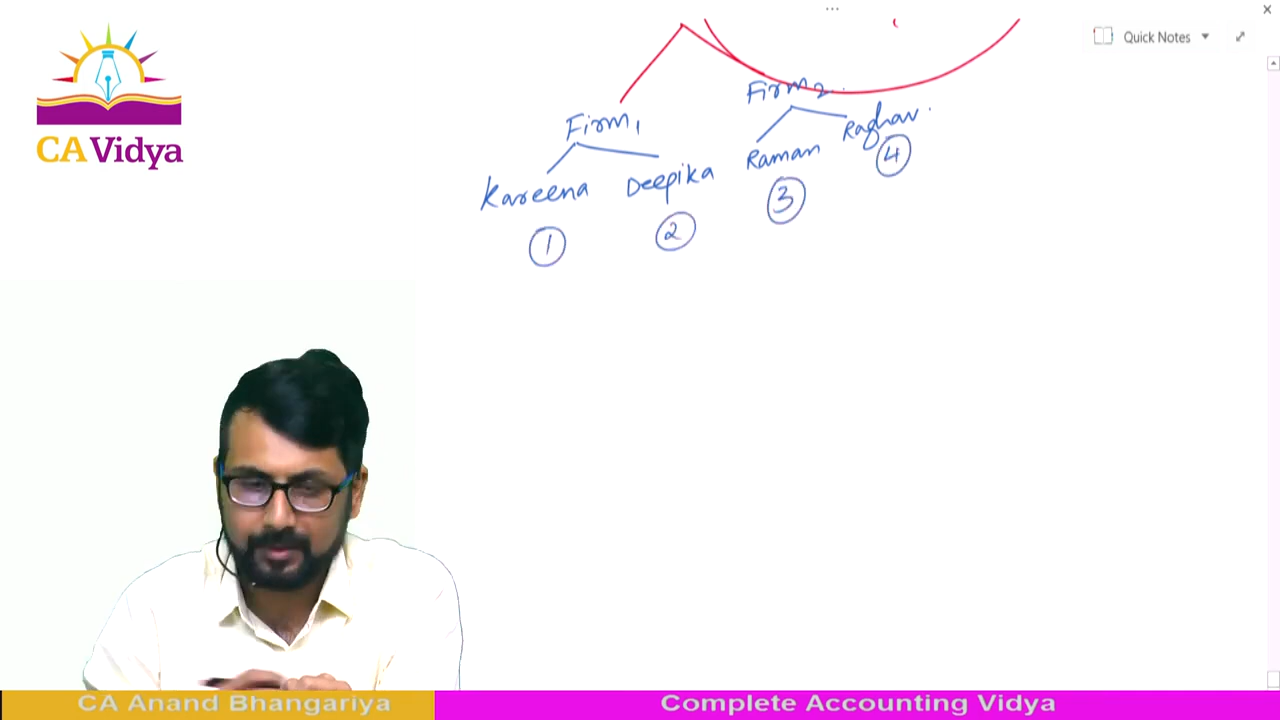 CA Vidya
Quick Notes
Firm 1
Kareena
Deepika
1
2
Firm 2
Raman
Raghav
3
4
CA Anand Bhangariya
Complete Accounting Vidya